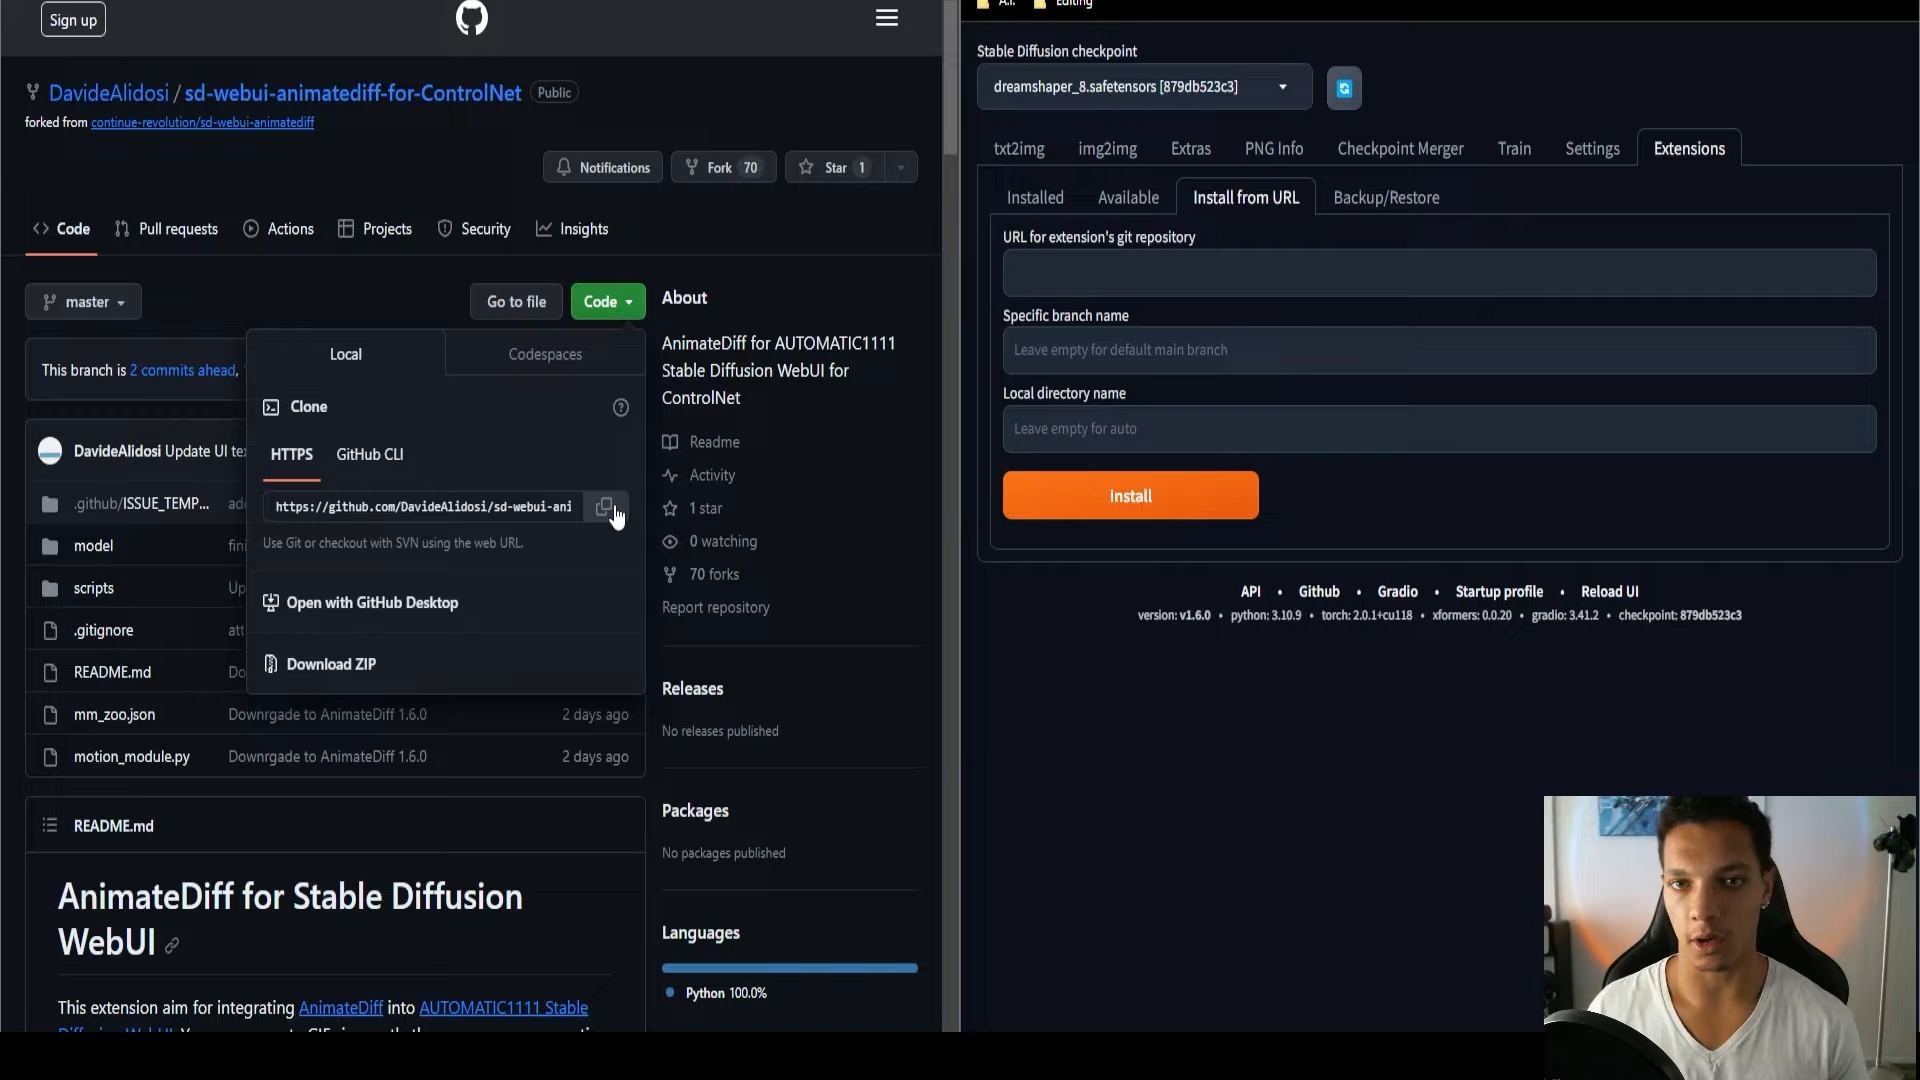 Sign up
DavideAlidosi / sd-webui-animatediff-for-ControlNet Public
forked from continue-revolution/sd-webui-animatediff
Notifications
Fork 70
Star 1
Code
Pull requests
Actions
Projects
Security
Insights
master
Go to file
Code
This branch is 2 commits ahead,
Local
Codespaces
Clone
HTTPS
GitHub CLI
https://github.com/DavideAlidosi/sd-webui-ani
Use Git or checkout with SVN using the web URL.
Open with GitHub Desktop
Download ZIP
DavideAlidosi Update UI te
.github/ISSUE_TEMP...
model
scripts
.gitignore
README.md
mm_zoo.json Downrgade to AnimateDiff 1.6.0 2 days ago
motion_module.py Downrgade to AnimateDiff 1.6.0 2 days ago
README.md
AnimateDiff for Stable Diffusion
WebUI
This extension aim for integrating AnimateDiff into AUTOMATIC1111 Stable
About
AnimateDiff for AUTOMATIC1111
Stable Diffusion WebUI for
ControlNet
Readme
Activity
1 star
0 watching
70 forks
Report repository
Releases
No releases published
Packages
No packages published
Languages
Python 100.0%
A.I.
Editing
Stable Diffusion checkpoint
dreamshaper_8.safetensors [879db523c3]
txt2img
img2img
Extras
PNG Info
Checkpoint Merger
Train
Settings
Extensions
Installed
Available
Install from URL
Backup/Restore
URL for extension's git repository
Specific branch name
Leave empty for default main branch
Local directory name
Leave empty for auto
Install
API • Github • Gradio • Startup profile • Reload UI
version: v1.6.0 • python: 3.10.9 • torch: 2.0.1+cu118 • xformers: 0.0.20 • gradio: 3.41.2 • checkpoint: 879db523c3